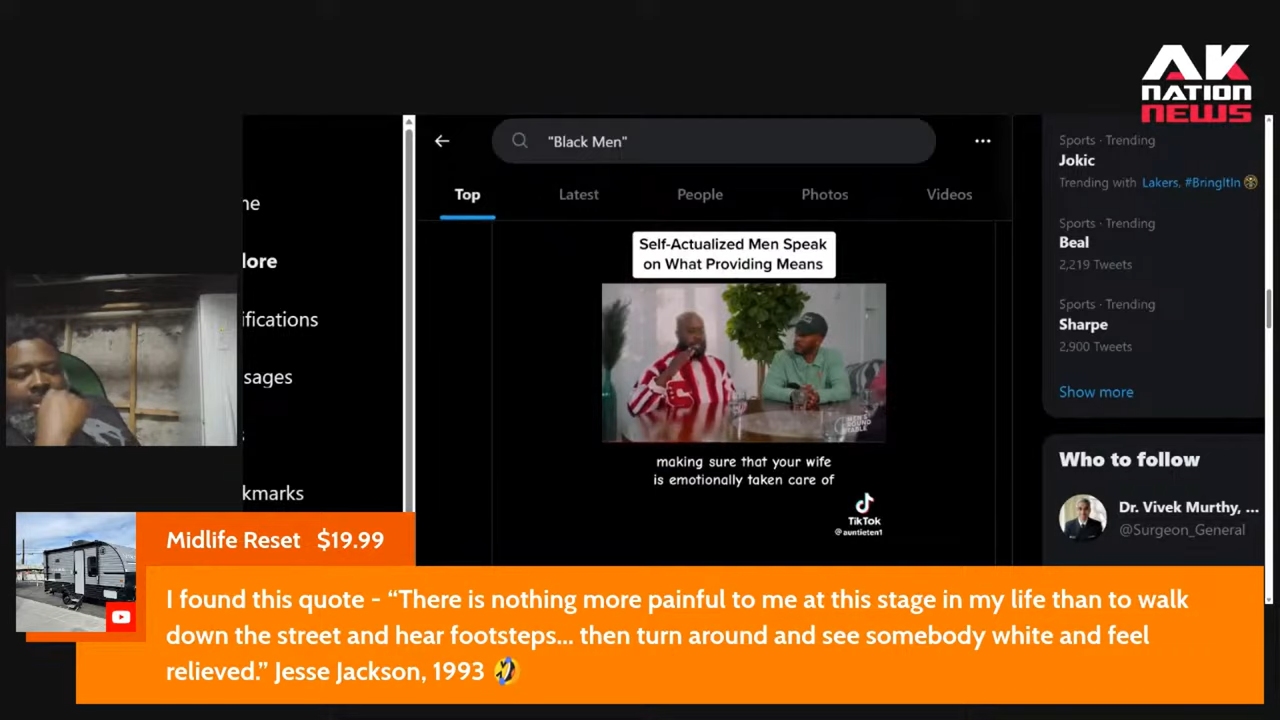 AK
NATION
NEWS
"Black Men"
Top Latest People Photos Videos
ne
lore
ifications
sages
s
kmarks
Self-Actualized Men Speak
on What Providing Means
MEN'S
ROUND
TABLE
making sure that your wife
is emotionally taken care of
TikTok
@auntieten1
Sports · Trending
Jokic
Trending with Lakers, #BringItIn
Sports · Trending
Beal
2,219 Tweets
Sports · Trending
Sharpe
2,900 Tweets
Show more
Who to follow
Dr. Vivek Murthy, ...
@Surgeon_General
Midlife Reset $19.99
I found this quote - “There is nothing more painful to me at this stage in my life than to walk
down the street and hear footsteps... then turn around and see somebody white and feel
relieved.” Jesse Jackson, 1993 🤣